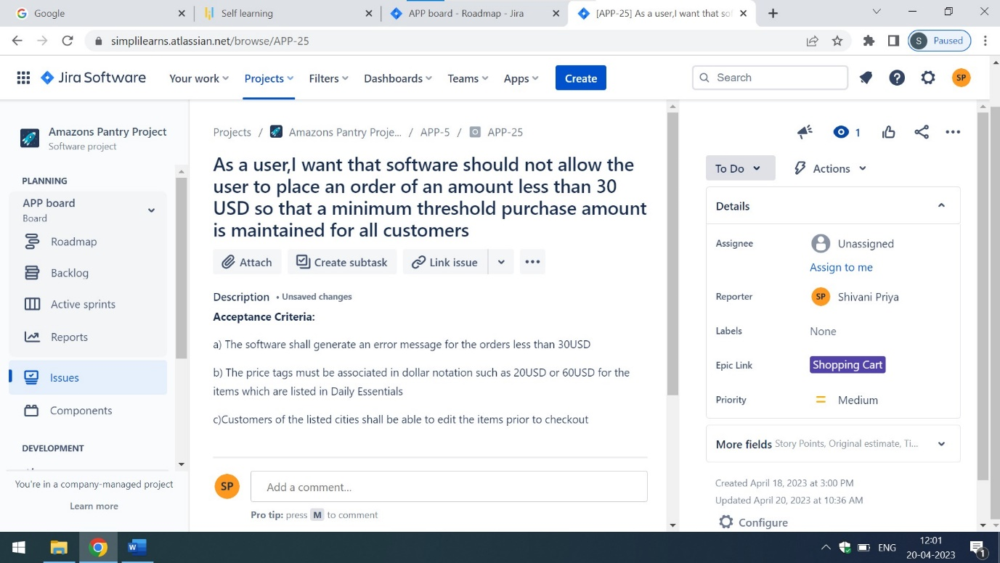 Google
Self learning
APP board - Roadmap - Jira
[APP-25] As a user,I want that so
simplilearns.atlassian.net/browse/APP-25
S Paused
Jira Software
Your work
Projects
Filters
Dashboards
Teams
Apps
Create
Search
SP
Amazons Pantry Project
Software project
PLANNING
APP board
Board
Roadmap
Backlog
Active sprints
Reports
Issues
Components
DEVELOPMENT
You're in a company-managed project
Learn more
Projects / Amazons Pantry Proje... / APP-5 / APP-25
As a user,I want that software should not allow the
user to place an order of an amount less than 30
USD so that a minimum threshold purchase amount
is maintained for all customers
Attach
Create subtask
Link issue
Description • Unsaved changes
Acceptance Criteria:
a) The software shall generate an error message for the orders less than 30USD
b) The price tags must be associated in dollar notation such as 20USD or 60USD for the
items which are listed in Daily Essentials
c)Customers of the listed cities shall be able to edit the items prior to checkout
SP
Add a comment...
Pro tip: press M to comment
1
To Do
Actions
Details
Assignee
Unassigned
Assign to me
Reporter
SP Shivani Priya
Labels
None
Epic Link
Shopping Cart
Priority
Medium
More fields Story Points, Original estimate, Ti...
Created April 18, 2023 at 3:00 PM
Updated April 20, 2023 at 10:36 AM
Configure
W
ENG
12:01
20-04-2023
1